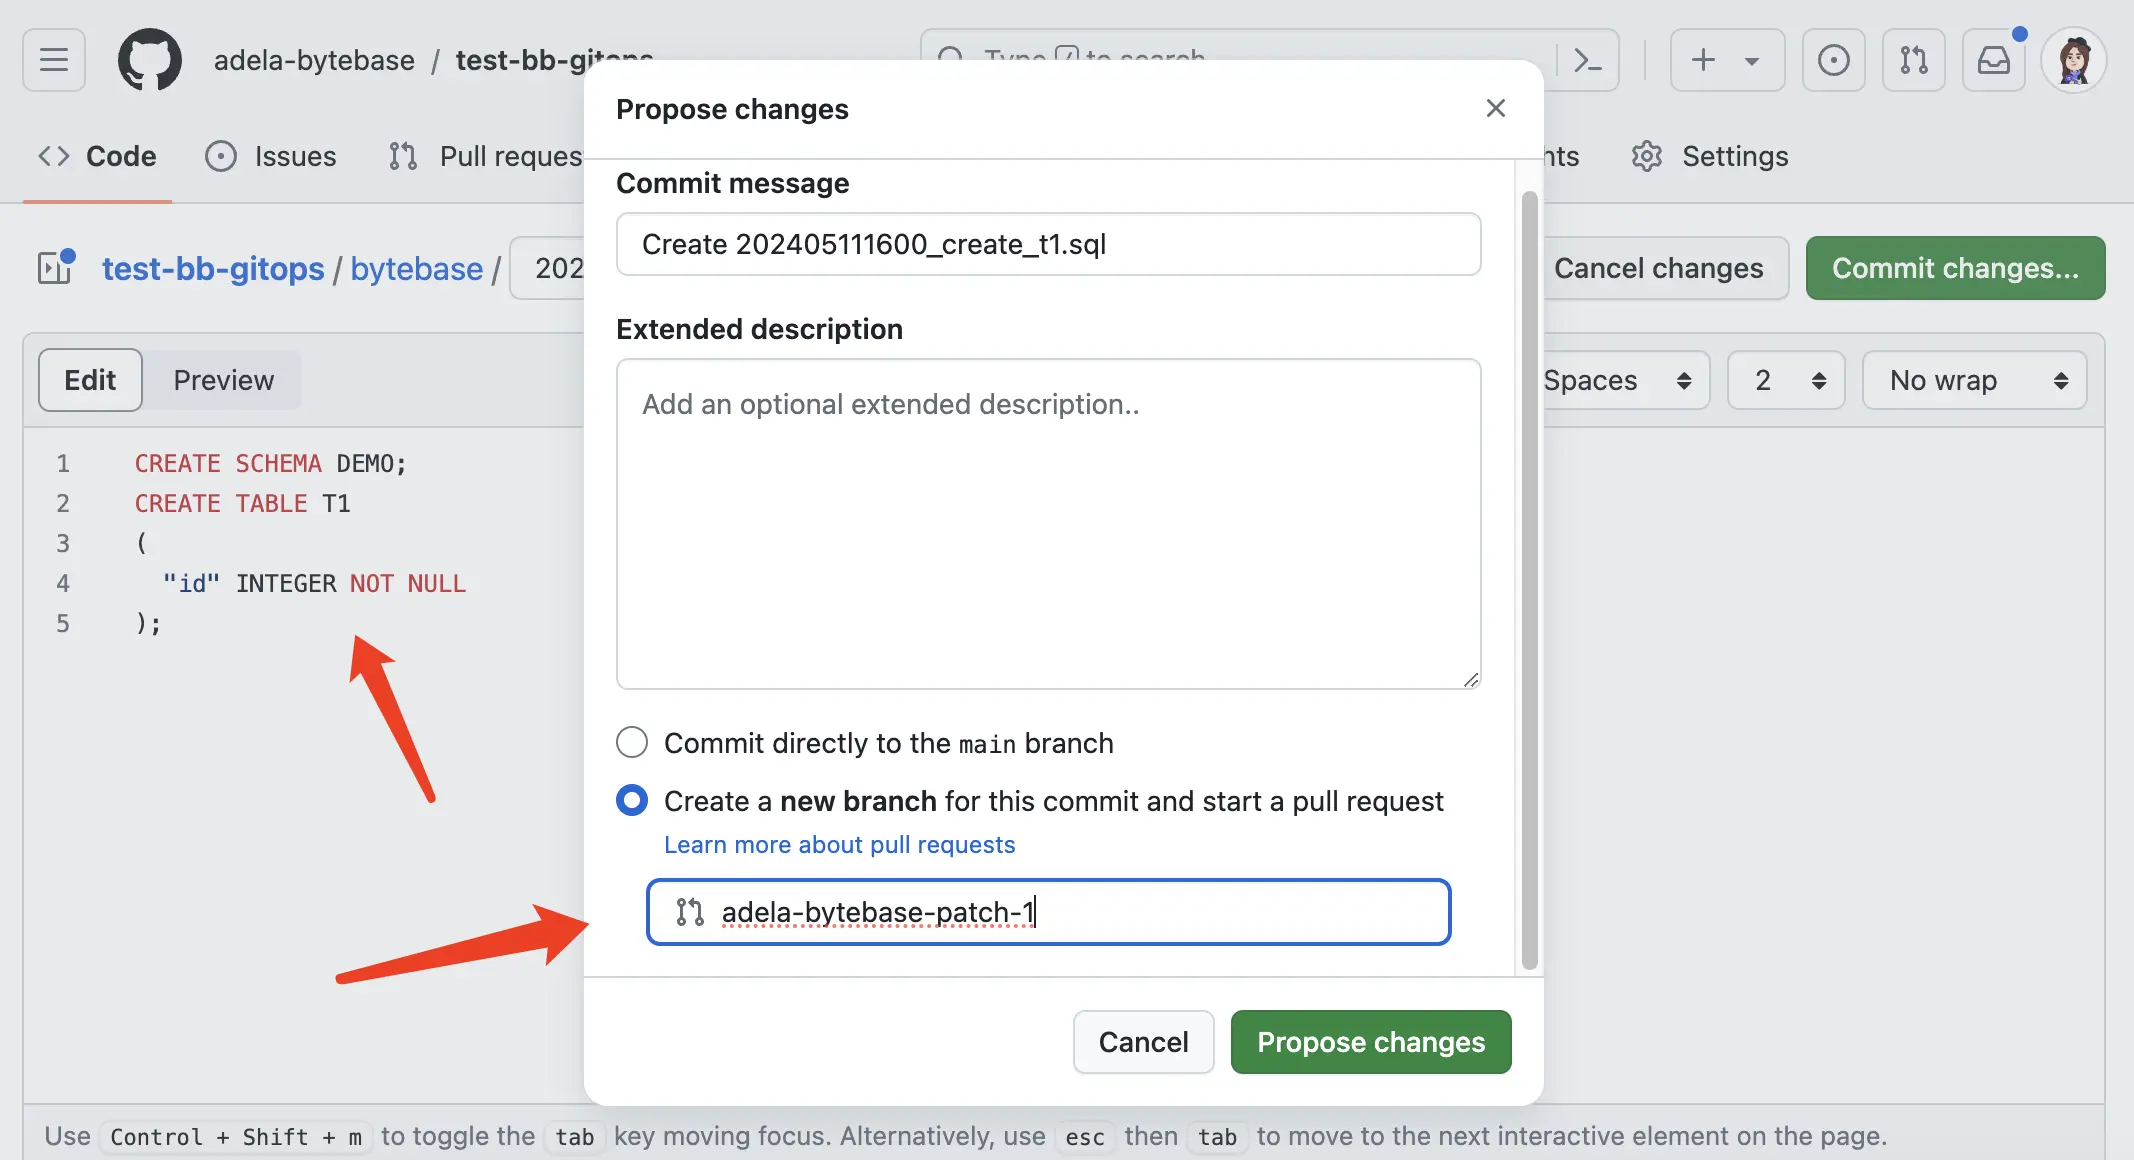 adela-bytebase / test-bb-gitops
Type / to search
Code
Issues
Pull reques
nts
Settings
test-bb-gitops / bytebase /
202
Cancel changes
Commit changes...
Edit
Preview
Spaces
2
No wrap
1 CREATE SCHEMA DEMO;
2 CREATE TABLE T1
3 (
4 "id" INTEGER NOT NULL
5 );
Propose changes
Commit message
Create 202405111600_create_t1.sql
Extended description
Add an optional extended description..
Commit directly to the main branch
Create a new branch for this commit and start a pull request
Learn more about pull requests
adela-bytebase-patch-1
Cancel
Propose changes
Use Control + Shift + m to toggle the tab key moving focus. Alternatively, use esc then tab to move to the next interactive element on the page.